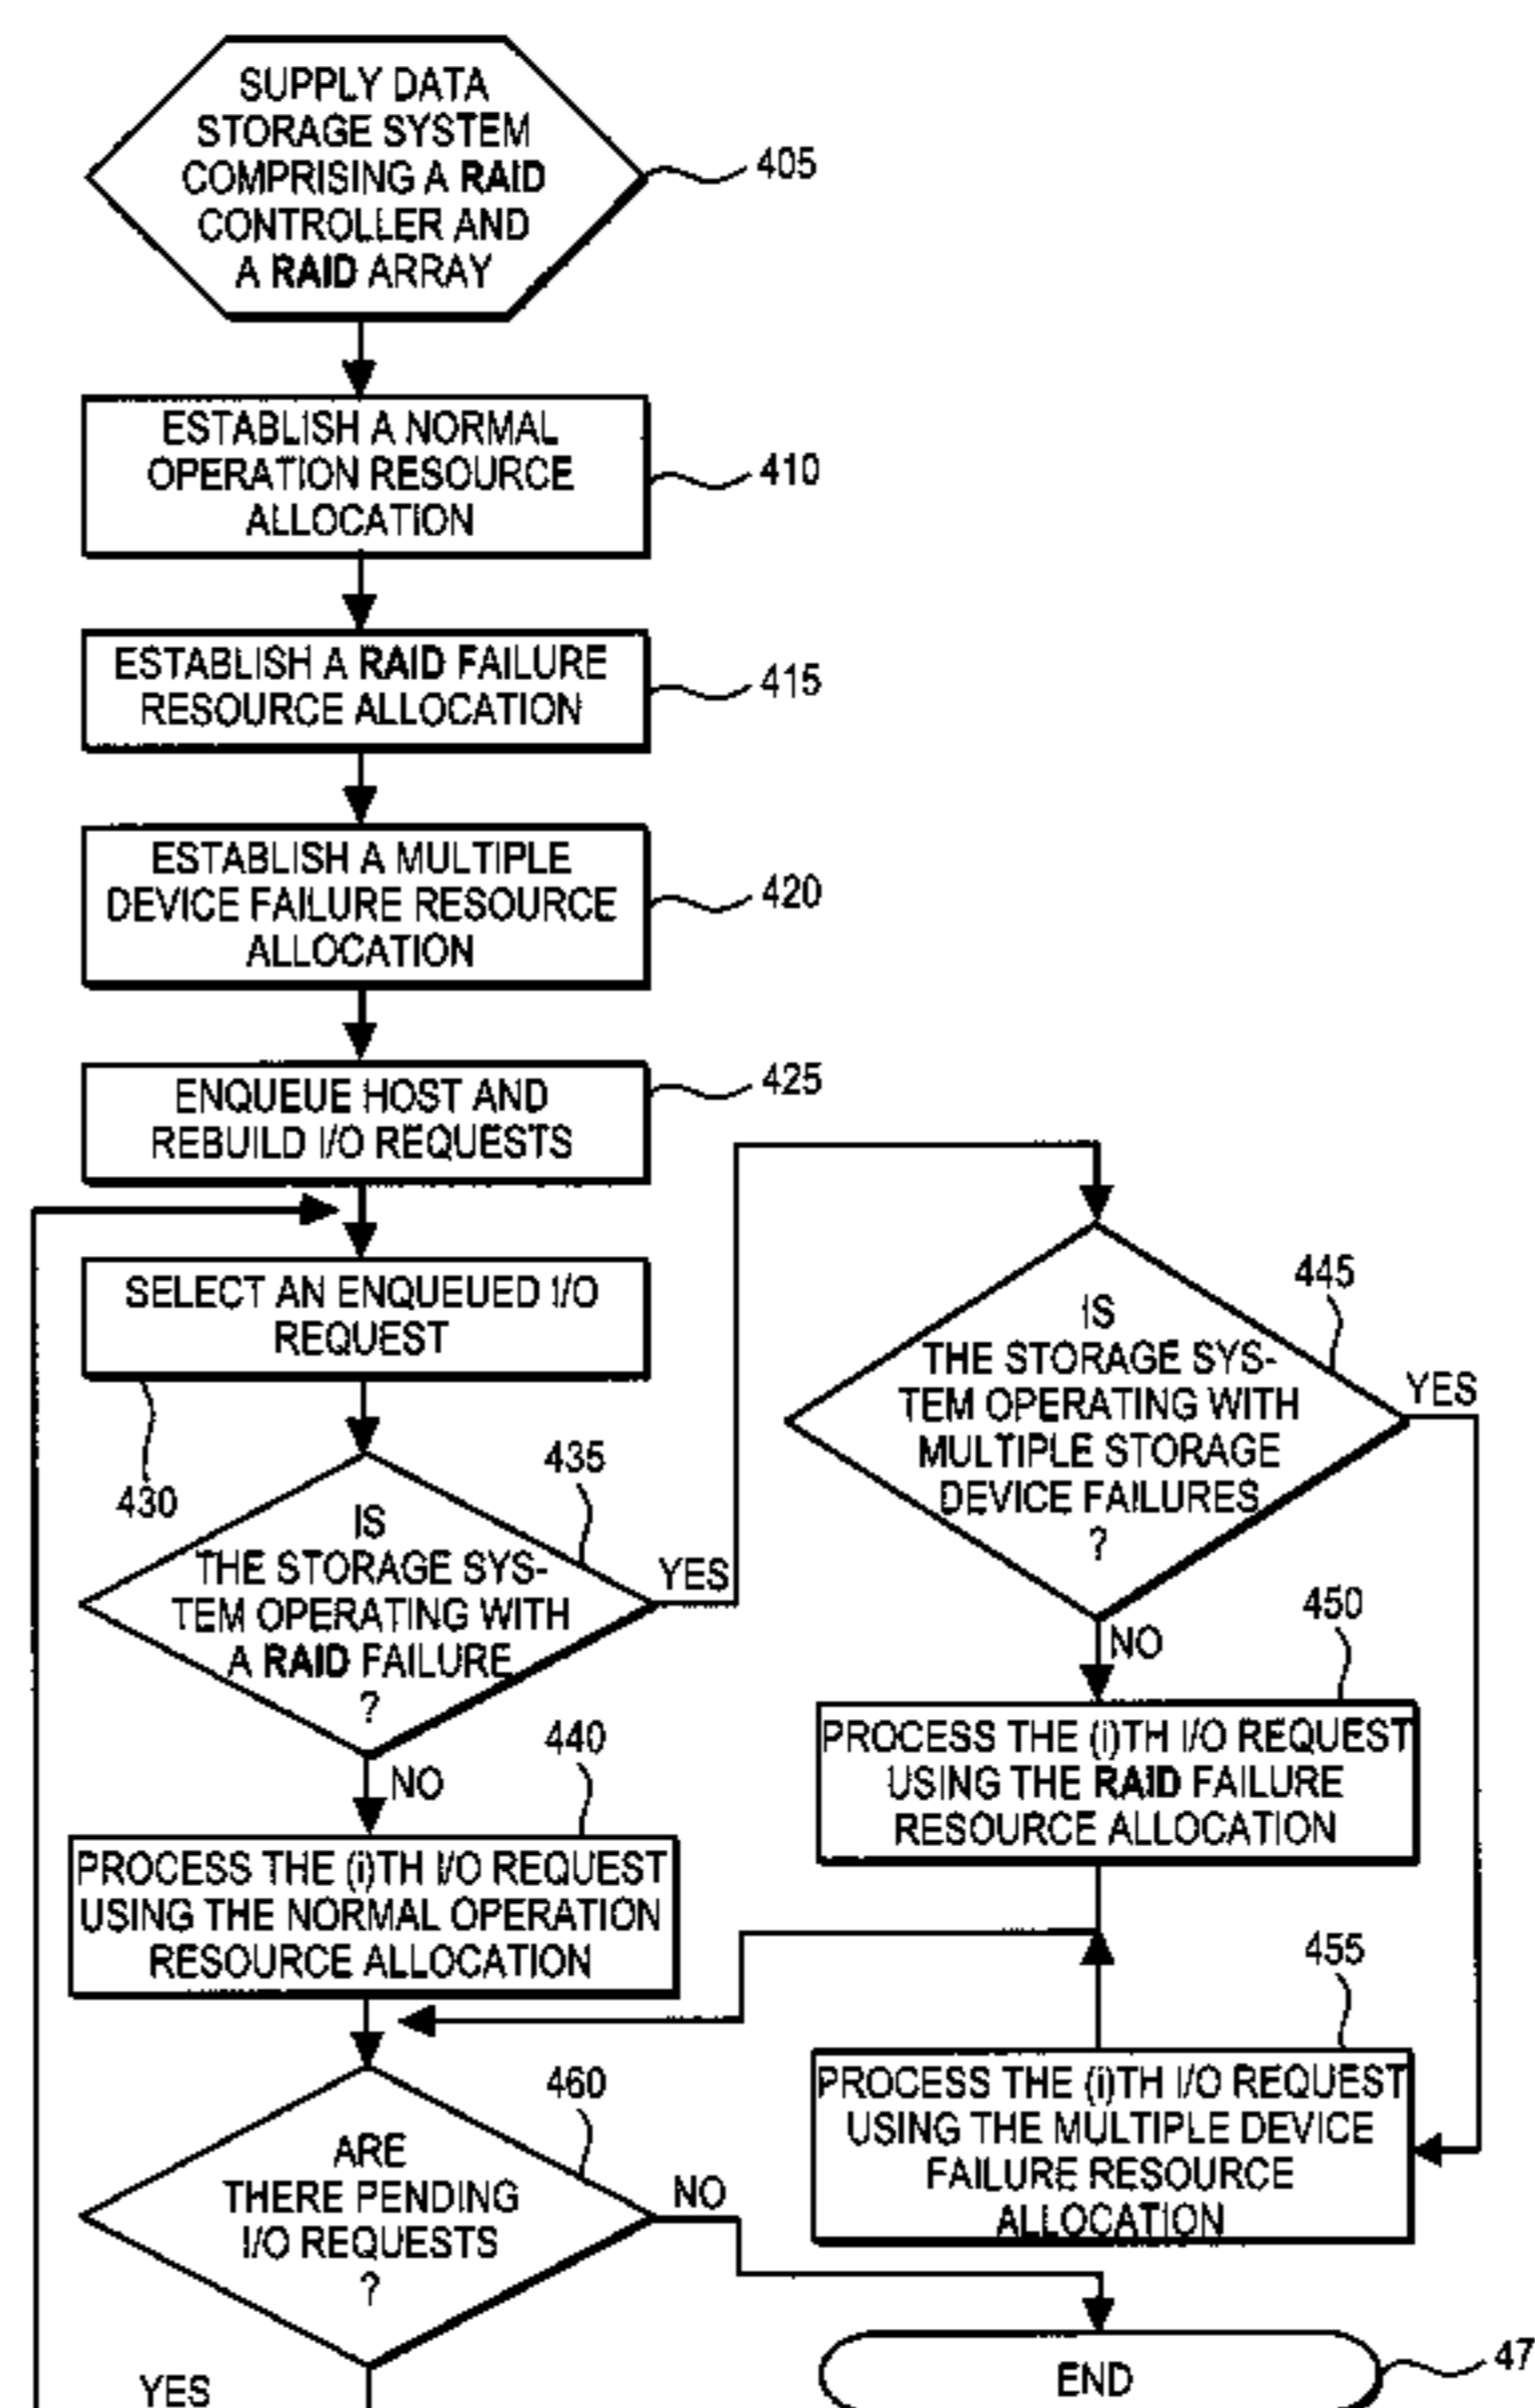 SUPPLY DATA
STORAGE SYSTEM
COMPRISING A RAID
CONTROLLER AND
A RAID ARRAY
405
ESTABLISH A NORMAL
OPERATION RESOURCE
ALLOCATION
410
ESTABLISH A RAID FAILURE
RESOURCE ALLOCATION
415
ESTABLISH A MULTIPLE
DEVICE FAILURE RESOURCE
ALLOCATION
420
ENQUEUE HOST AND
REBUILD I/O REQUESTS
425
SELECT AN ENQUEUED I/O
REQUEST
430
IS
THE STORAGE SYS-
TEM OPERATING WITH
A RAID FAILURE
?
435
YES
NO
440
PROCESS THE (i)TH I/O REQUEST
USING THE NORMAL OPERATION
RESOURCE ALLOCATION
445
IS
THE STORAGE SYS-
TEM OPERATING WITH
MULTIPLE STORAGE
DEVICE FAILURES
?
YES
NO
450
PROCESS THE (i)TH I/O REQUEST
USING THE RAID FAILURE
RESOURCE ALLOCATION
455
PROCESS THE (i)TH I/O REQUEST
USING THE MULTIPLE DEVICE
FAILURE RESOURCE
ALLOCATION
460
ARE
THERE PENDING
I/O REQUESTS
?
NO
YES
END
47